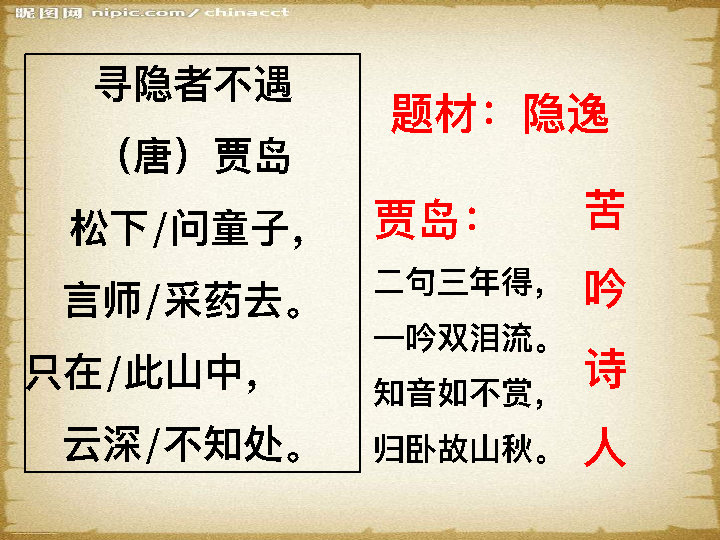 昵图网 nipic.com/chinacct
寻隐者不遇
（唐）贾岛
松下/问童子，
言师/采药去。
只在/此山中，
云深/不知处。
题材：隐逸
贾岛：
二句三年得，
一吟双泪流。
知音如不赏，
归卧故山秋。
苦
吟
诗
人